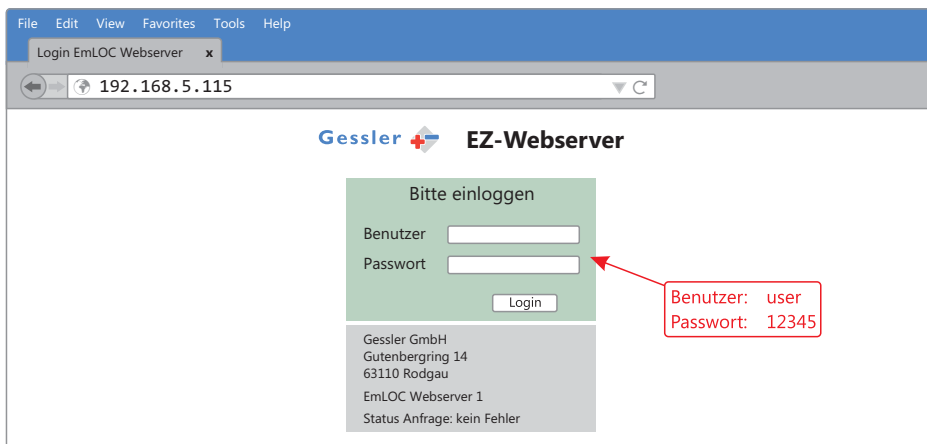 File Edit View Favorites Tools Help
Login EmLOC Webserver x
192.168.5.115
Gessler EZ-Webserver
Bitte einloggen
Benutzer
Passwort
Login
Benutzer: user
Passwort: 12345
Gessler GmbH
Gutenbergring 14
63110 Rodgau
EmLOC Webserver 1
Status Anfrage: kein Fehler